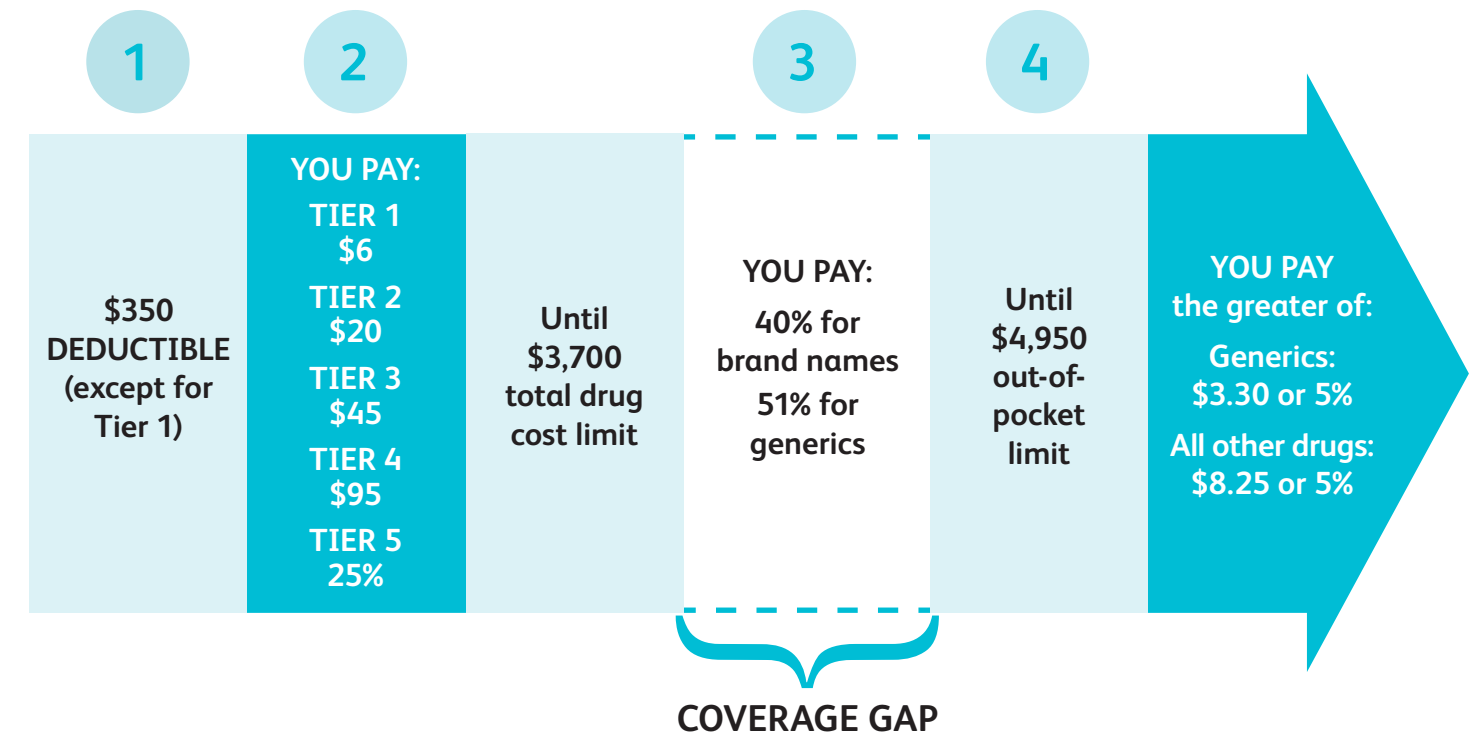 1
2
3
4
$350
DEDUCTIBLE
(except for
Tier 1)
YOU PAY:
TIER 1
$6
TIER 2
$20
TIER 3
$45
TIER 4
$95
TIER 5
25%
Until
$3,700
total drug
cost limit
YOU PAY:
40% for
brand names
51% for
generics
Until
$4,950
out-of-
pocket
limit
YOU PAY
the greater of:
Generics:
$3.30 or 5%
All other drugs:
$8.25 or 5%
COVERAGE GAP